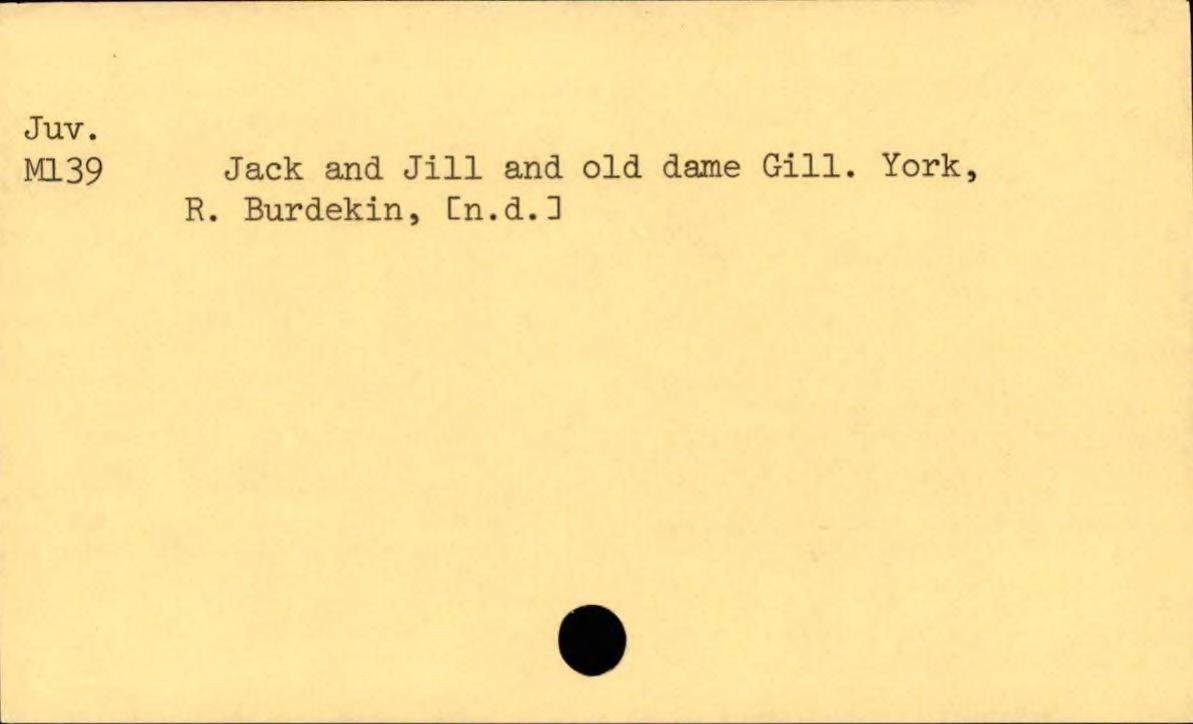 Juv.
M139 Jack and Jill and old dame Gill. York,
R. Burdekin, [n.d.]